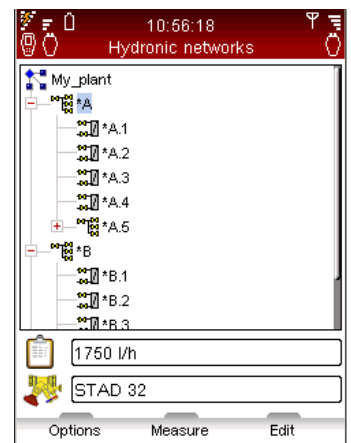 10:56:18
Hydronic networks
My_plant
*A
*A.1
*A.2
*A.3
*A.4
*A.5
*B
*B.1
*B.2
*B.3
1750 l/h
STAD 32
Options Measure Edit